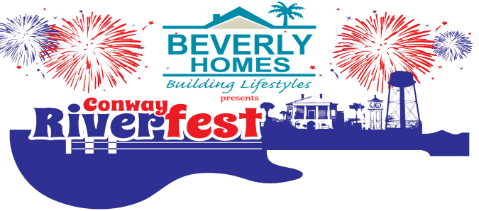 BEVERLY
HOMES
Building Lifestyles
presents
Conway
Riverfest